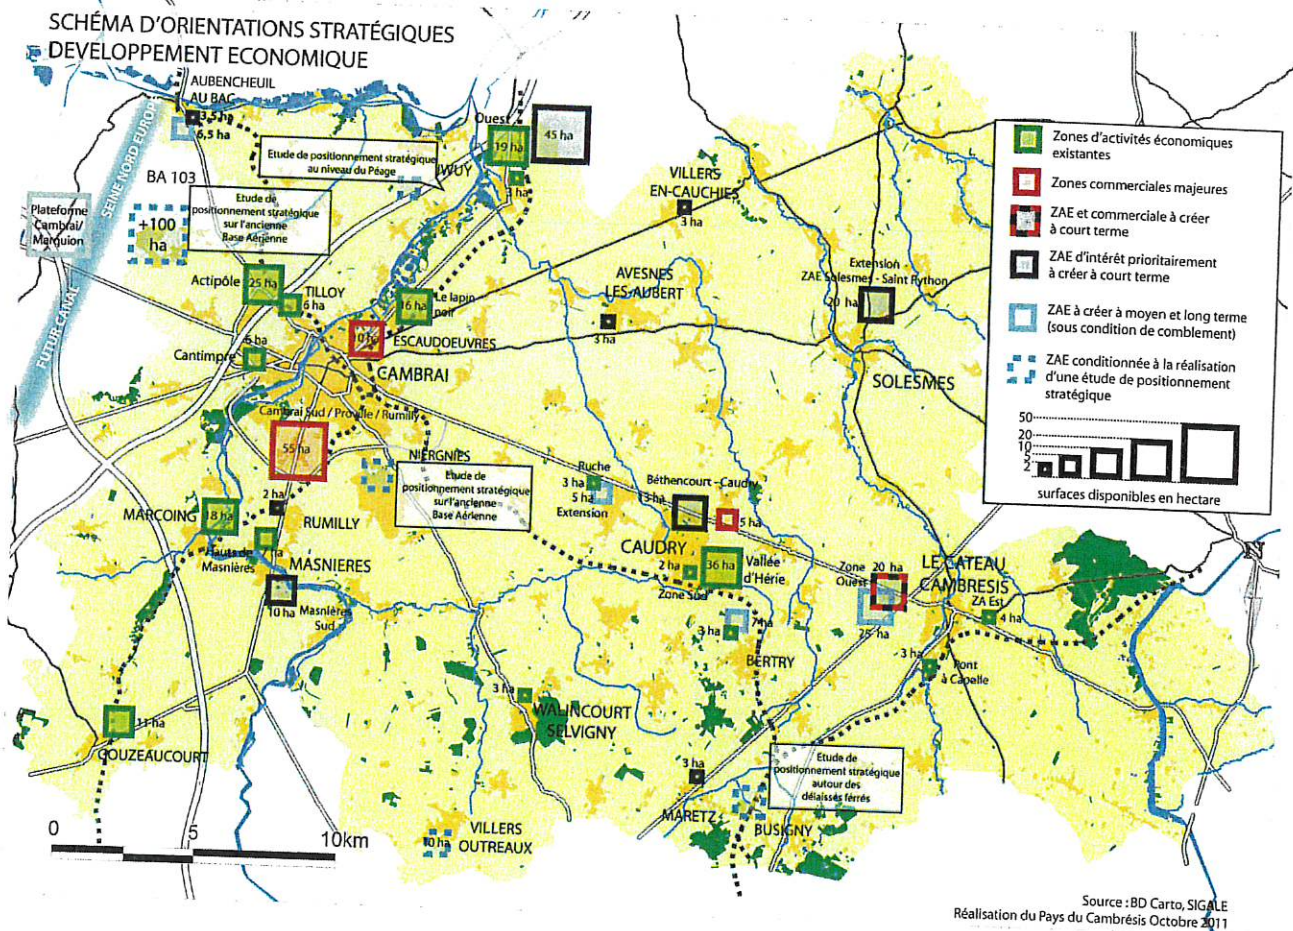 SCHÉMA D'ORIENTATIONS STRATÉGIQUES
DEVELOPPEMENT ECONOMIQUE
AUBENCHEUIL
AU BAC
3,5 ha
6,5 ha
SEINE NORD EUROP
FUTUR CANAL
Plateforme
Cambrai/
Marquion
BA 103
+100
ha
Etude de
positionnement stratégique
sur l'ancienne
Base Aérienne
Etude de positionnement stratégique
au niveau du Péage
IWUY
Ouest
19 ha
45 ha
3 ha
VILLERS
EN-CAUCHIES
3 ha
Actipôle
25 ha
TILLOY
6 ha
16 ha
Le lapin
noir
10 ha
ESCAUDOEUVRES
6 ha
Cantimpre
CAMBRAI
AVESNES
LES-AUBERT
3 ha
Extension
ZAE Solesmes - Saint Python
20 ha
SOLESMES
Cambrai Sud / Proville / Rumilly
55 ha
NIERGNIES
Etude de
positionnement stratégique
sur l'ancienne
Base Aérienne
Ruche
3 ha
5 ha
Extension
Béthencourt - Caudry
13 ha
5 ha
CAUDRY
36 ha
Vallée
d'Hérie
2 ha
Zone Sud
MARCOING
18 ha
2 ha
RUMILLY
Hauts de
Masnières
7 ha
MASNIERES
10 ha
Masnières
Sud
Zone
Ouest
20 ha
25 ha
LE CATEAU
CAMBRESIS
ZA Est
4 ha
3 ha
Pont
à Capelle
7 ha
3 ha
BERTRY
3 ha
WALINCOURT
SELVIGNY
11 ha
GOUZEAUCOURT
3 ha
MARETZ
Etude de
positionnement stratégique
autour des
délaissés ferrés
BUSIGNY
10 ha
VILLERS
OUTREAUX
0 5 10km
Zones d'activités économiques
existantes
Zones commerciales majeures
ZAE et commerciale à créer
à court terme
ZAE d'intérêt prioritairement
à créer à court terme
ZAE à créer à moyen et long terme
(sous condition de comblement)
ZAE conditionnée à la réalisation
d'une étude de positionnement
stratégique
50
20
10
5
2
surfaces disponibles en hectare
N
Source : BD Carto, SIGALE
Réalisation du Pays du Cambrésis Octobre 2011